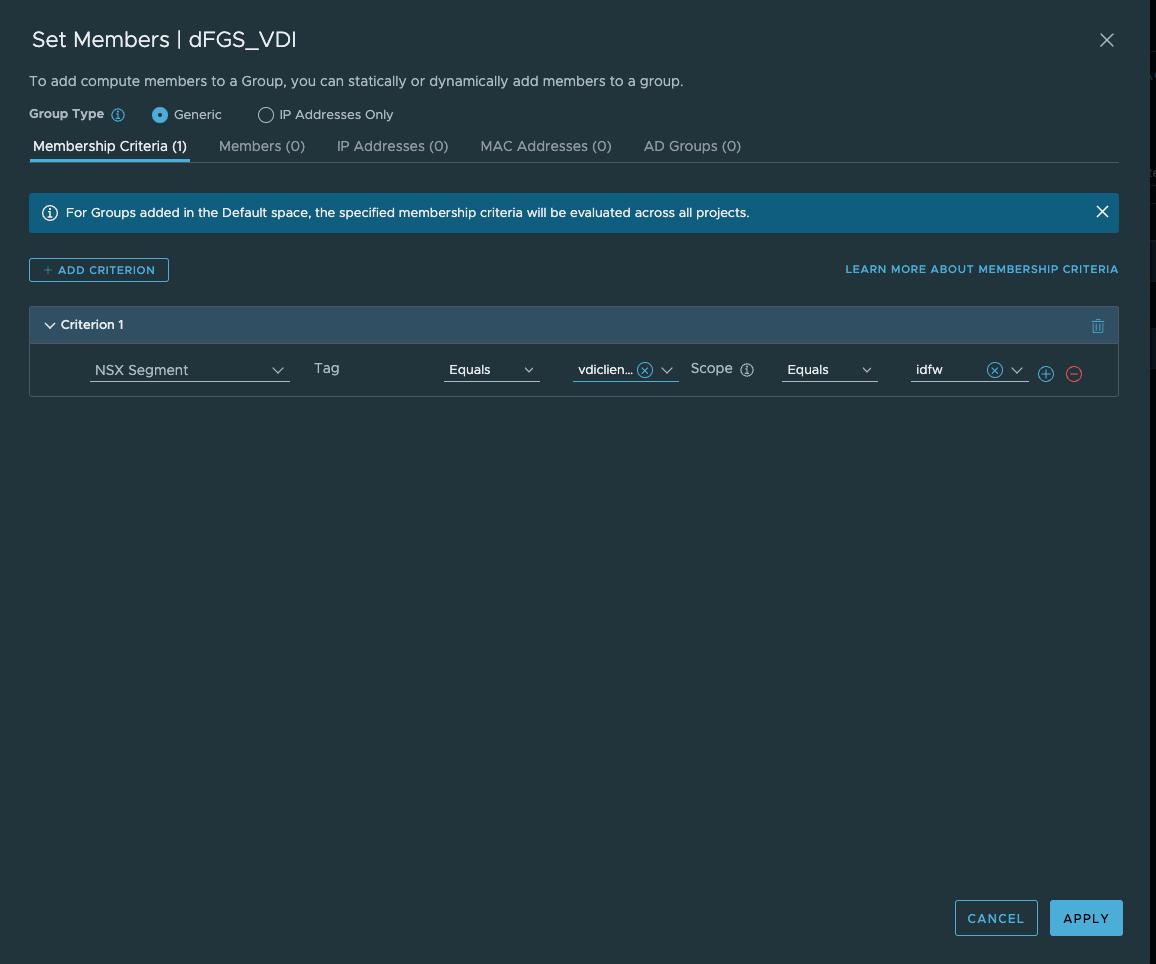 Set Members | dFGS_VDI
To add compute members to a Group, you can statically or dynamically add members to a group.
Group Type Generic IP Addresses Only
Membership Criteria (1) Members (0) IP Addresses (0) MAC Addresses (0) AD Groups (0)
For Groups added in the Default space, the specified membership criteria will be evaluated across all projects.
+ ADD CRITERION LEARN MORE ABOUT MEMBERSHIP CRITERIA
Criterion 1
NSX Segment Tag Equals vdiclien... Scope Equals idfw
CANCEL APPLY